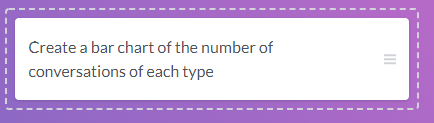 Create a bar chart of the number of
conversations of each type